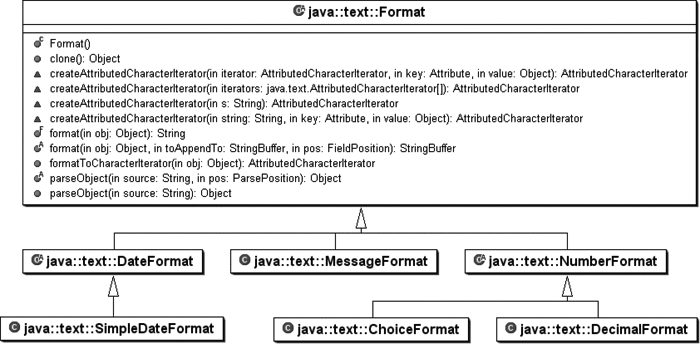 java::text::Format
Format()
clone(): Object
createAttributedCharacterIterator(in iterator: AttributedCharacterIterator, in key: Attribute, in value: Object): AttributedCharacterIterator
createAttributedCharacterIterator(in iterators: java.text.AttributedCharacterIterator[]): AttributedCharacterIterator
createAttributedCharacterIterator(in s: String): AttributedCharacterIterator
createAttributedCharacterIterator(in string: String, in key: Attribute, in value: Object): AttributedCharacterIterator
format(in obj: Object): String
format(in obj: Object, in toAppendTo: StringBuffer, in pos: FieldPosition): StringBuffer
formatToCharacterIterator(in obj: Object): AttributedCharacterIterator
parseObject(in source: String, in pos: ParsePosition): Object
parseObject(in source: String): Object
java::text::DateFormat
java::text::MessageFormat
java::text::NumberFormat
java::text::SimpleDateFormat
java::text::ChoiceFormat
java::text::DecimalFormat